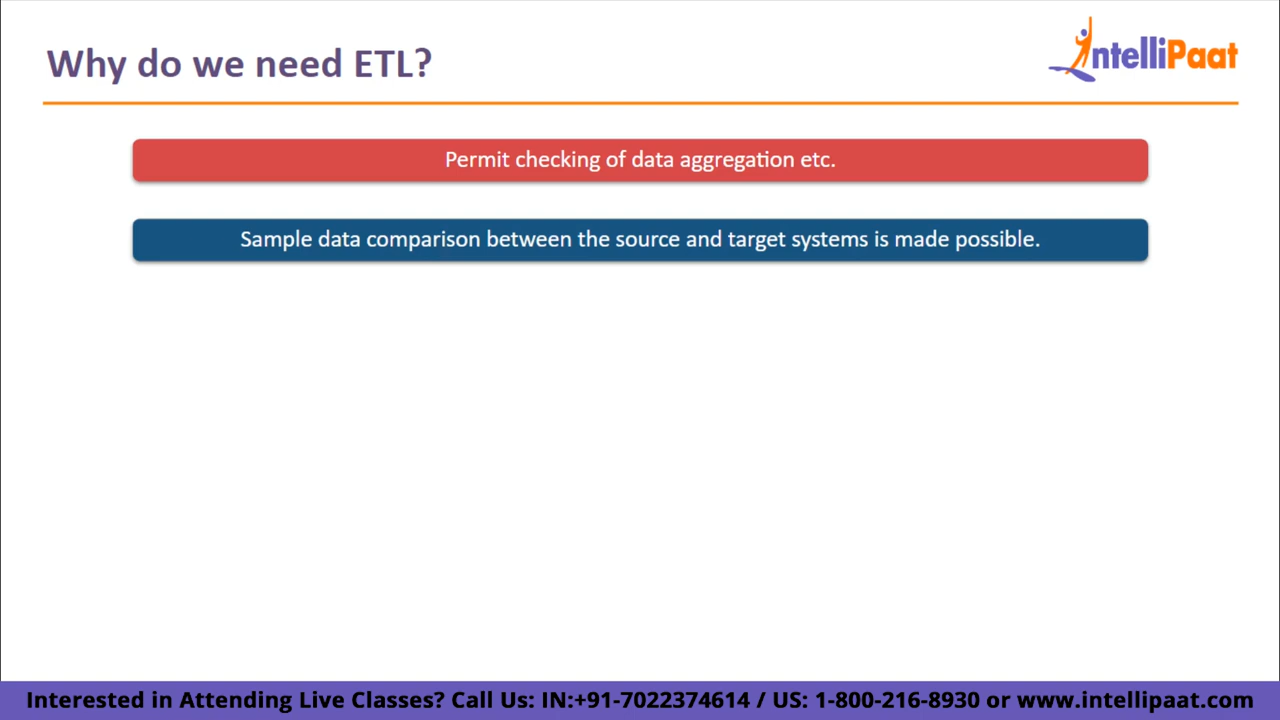 Why do we need ETL?
IntelliPaat
Permit checking of data aggregation etc.
Sample data comparison between the source and target systems is made possible.
Interested in Attending Live Classes? Call Us: IN:+91-7022374614 / US: 1-800-216-8930 or www.intellipaat.com